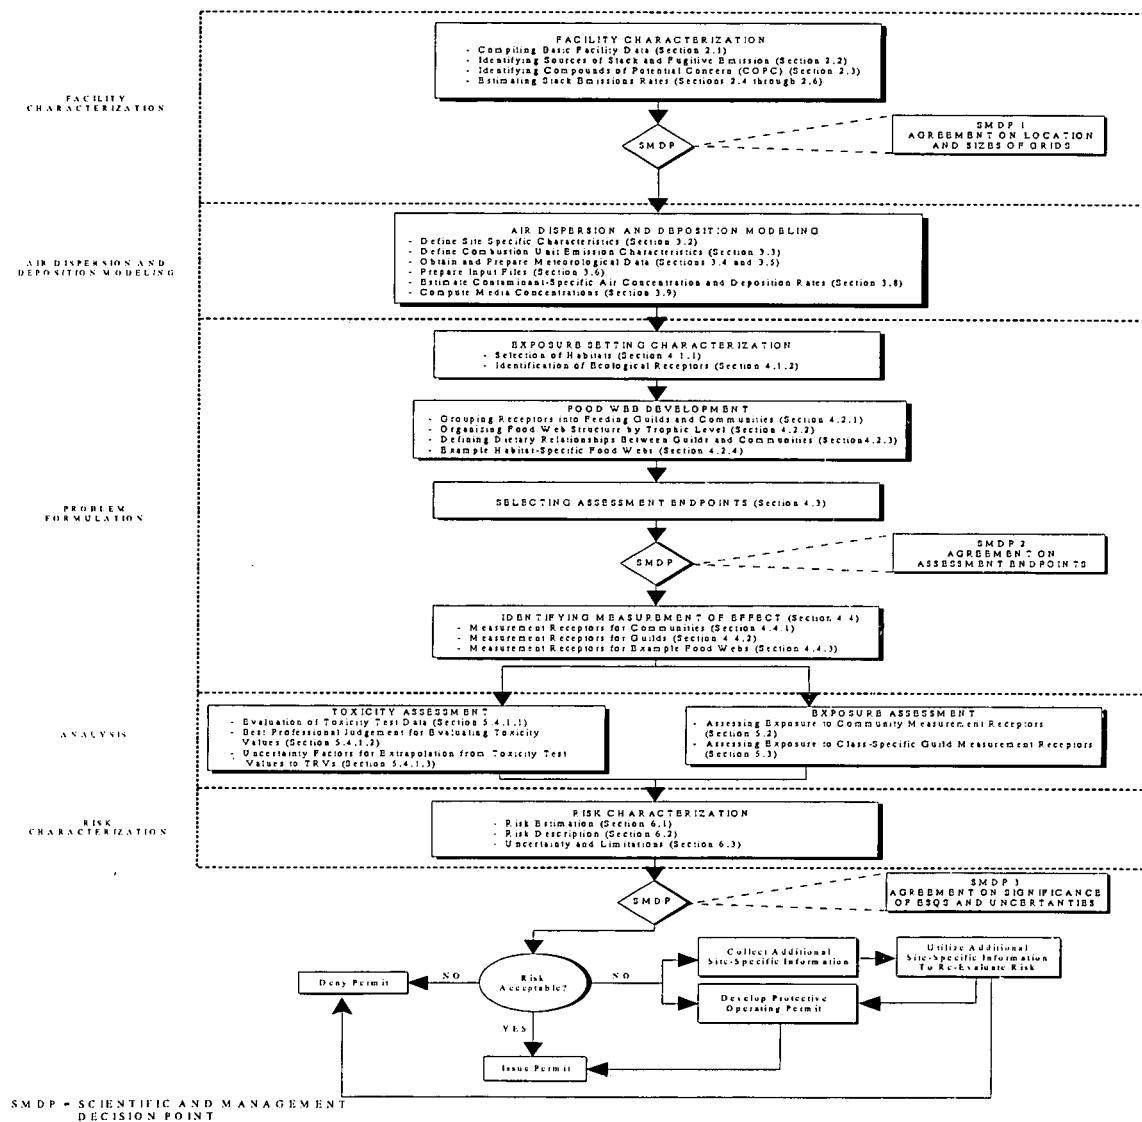 FACILITY CHARACTERIZATION
- Compiling Basic Facility Data (Section 2.1)
- Identifying Sources of Stack and Fugitive Emission (Section 2.2)
- Identifying Compounds of Potential Concern (COPC) (Section 2.3)
- Estimating Stack Emissions Rates (Sections 2.4 through 2.6)
FACILITY
CHARACTERIZATION
SMDP
SMDP 1
AGREEMENT ON LOCATION
AND SIZES OF GRIDS
AIR DISPERSION AND DEPOSITION MODELING
- Define Site Specific Characteristics (Section 3.2)
- Define Combustion Unit Emission Characteristics (Section 3.3)
- Obtain and Prepare Meteorological Data (Sections 3.4 and 3.5)
- Prepare Input Files (Section 3.6)
- Estimate Contaminant-Specific Air Concentration and Deposition Rates (Section 3.8)
- Compute Media Concentrations (Section 3.9)
AIR DISPERSION AND
DEPOSITION MODELING
EXPOSURE SETTING CHARACTERIZATION
- Selection of Habitats (Section 4.1.1)
- Identification of Ecological Receptors (Section 4.1.2)
FOOD WEB DEVELOPMENT
- Grouping Receptors into Feeding Guilds and Communities (Section 4.2.1)
- Organizing Food Web Structure by Trophic Level (Section 4.2.2)
- Defining Dietary Relationships Between Guilds and Communities (Section4.2.3)
- Example Habitat-Specific Food Webs (Section 4.2.4)
SELECTING ASSESSMENT ENDPOINTS (Section 4.3)
PROBLEM
FORMULATION
SMDP
SMDP 2
AGREEMENT ON
ASSESSMENT ENDPOINTS
IDENTIFYING MEASUREMENT OF EFFECT (Section 4.4)
- Measurement Receptors for Communities (Section 4.4.1)
- Measurement Receptors for Guilds (Section 4.4.2)
- Measurement Receptors for Example Food Webs (Section 4.4.3)
TOXICITY ASSESSMENT
- Evaluation of Toxicity Test Data (Section 5.4.1.1)
- Best Professional Judgement for Evaluating Toxicity
Values (Section 5.4.1.2)
- Uncertainty Factors for Extrapolation from Toxicity Test
Values to TRVs (Section 5.4.1.3)
EXPOSURE ASSESSMENT
- Assessing Exposure to Community Measurement Receptors
(Section 5.2)
- Assessing Exposure to Class-Specific Guild Measurement Receptors
(Section 5.3)
ANALYSIS
RISK CHARACTERIZATION
- Risk Estimation (Section 6.1)
- Risk Description (Section 6.2)
- Uncertainty and Limitations (Section 6.3)
RISK
CHARACTERIZATION
SMDP
SMDP 3
AGREEMENT ON SIGNIFICANCE
OF ESQS AND UNCERTANTIES
Collect Additional
Site-Specific Information
Utilize Additional
Site-Specific Information
To Re-Evaluate Risk
Deny Permit
NO
Risk
Acceptable?
NO
Develop Protective
Operating Permit
YES
Issue Permit
SMDP = SCIENTIFIC AND MANAGEMENT
DECISION POINT